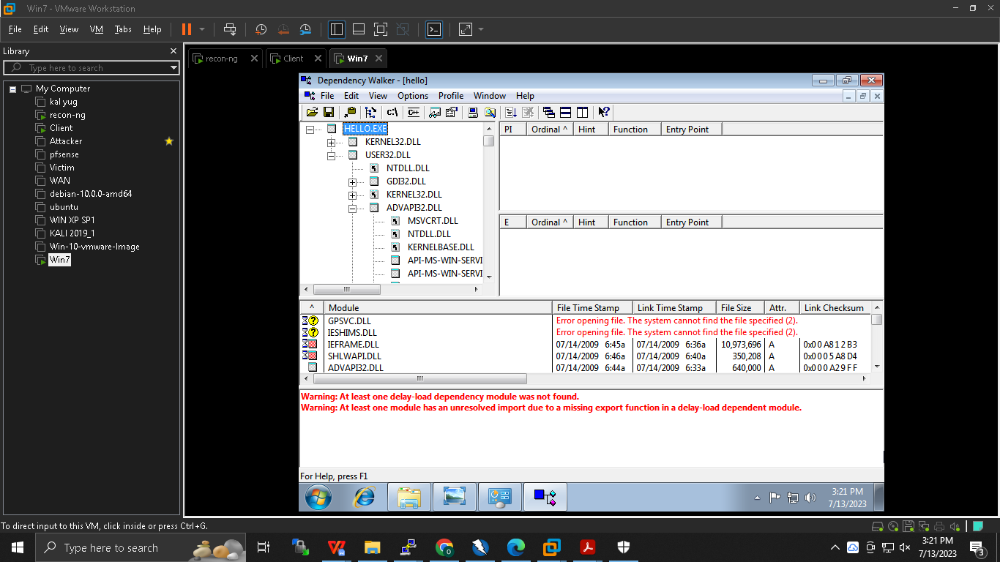 Win7 - VMware Workstation
File Edit View VM Tabs Help
Library
Type here to search
My Computer
kal yug
recon-ng
Client
Attacker
pfsense
Victim
WAN
debian-10.0.0-amd64
ubuntu
WIN XP SP1
KALI 2019_1
Win-10-vmware-Image
Win7
recon-ng Client Win7
Dependency Walker - [hello]
File Edit View Options Profile Window Help
c:\ C++
HELLO.EXE
KERNEL32.DLL
USER32.DLL
NTDLL.DLL
GDI32.DLL
KERNEL32.DLL
ADVAPI32.DLL
MSVCRT.DLL
NTDLL.DLL
KERNELBASE.DLL
API-MS-WIN-SERVI
API-MS-WIN-SERVI
PI Ordinal ^ Hint Function Entry Point
E Ordinal ^ Hint Function Entry Point
^ Module File Time Stamp Link Time Stamp File Size Attr. Link Checksum
GPSVC.DLL Error opening file. The system cannot find the file specified (2).
IESHIMS.DLL Error opening file. The system cannot find the file specified (2).
IEFRAME.DLL 07/14/2009 6:45a 07/14/2009 6:36a 10,973,696 A 0x00A812B3
SHLWAPI.DLL 07/14/2009 6:46a 07/14/2009 6:40a 350,208 A 0x0005A8D4
ADVAPI32.DLL 07/14/2009 6:44a 07/14/2009 6:33a 640,000 A 0x000A29FF
Warning: At least one delay-load dependency module was not found.
Warning: At least one module has an unresolved import due to a missing export function in a delay-load dependent module.
For Help, press F1
3:21 PM
7/13/2023
To direct input to this VM, click inside or press Ctrl+G.
Type here to search
3:21 PM
7/13/2023
3